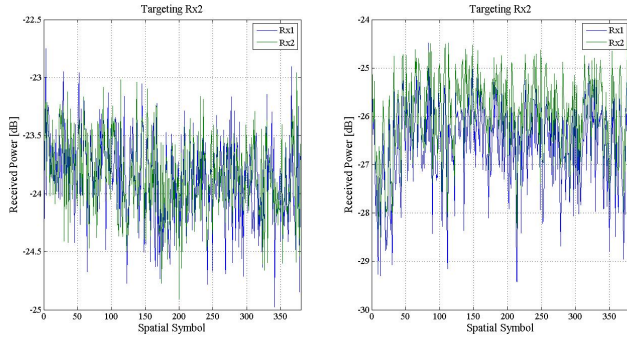 Targeting Rx2
-22.5
-23
-23.5
-24
-24.5
-25
Received Power [dB]
0 50 100 150 200 250 300 350
Spatial Symbol
Rx1
Rx2
Targeting Rx2
-24
-25
-26
-27
-28
-29
-30
Received Power [dB]
0 50 100 150 200 250 300 350
Spatial Symbol
Rx1
Rx2